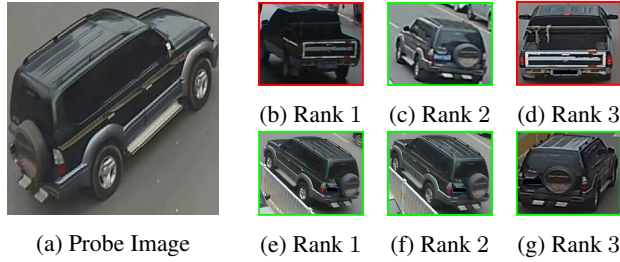 (b) Rank 1
(c) Rank 2
(d) Rank 3
(a) Probe Image
(e) Rank 1
(f) Rank 2
(g) Rank 3